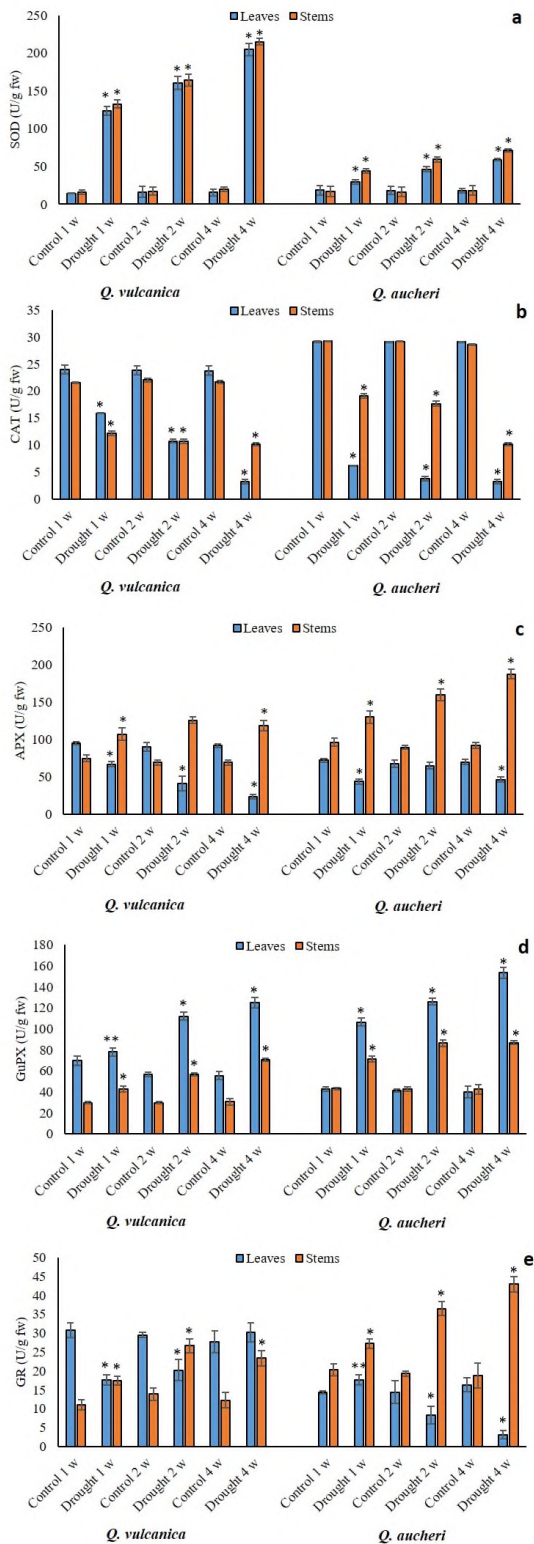 a
Leaves Stems
SOD (U/g fw)
250
200
150
100
50
0
* * * * * * * * * * * *
Control 1 w Drought 1 w Control 2 w Drought 2 w Control 4 w Drought 4 w Control 1 w Drought 1 w Control 2 w Drought 2 w Control 4 w Drought 4 w
Q. vulcanica Q. aucheri
b
Leaves Stems
CAT (U/g fw)
35
30
25
20
15
10
5
0
* * * * * * * * * * * *
Control 1 w Drought 1 w Control 2 w Drought 2 w Control 4 w Drought 4 w Control 1 w Drought 1 w Control 2 w Drought 2 w Control 4 w Drought 4 w
Q. vulcanica Q. aucheri
c
Leaves Stems
APX (U/g fw)
250
200
150
100
50
0
* * * * * * * * * *
Control 1 w Drought 1 w Control 2 w Drought 2 w Control 4 w Drought 4 w Control 1 w Drought 1 w Control 2 w Drought 2 w Control 4 w Drought 4 w
Q. vulcanica Q. aucheri
d
Leaves Stems
GuPX (U/g fw)
180
160
140
120
100
80
60
40
20
0
** * * * * * * * * * * *
Control 1 w Drought 1 w Control 2 w Drought 2 w Control 4 w Drought 4 w Control 1 w Drought 1 w Control 2 w Drought 2 w Control 4 w Drought 4 w
Q. vulcanica Q. aucheri
e
Leaves Stems
GR (U/g fw)
50
45
40
35
30
25
20
15
10
5
0
* * * * * ** * * * * *
Control 1 w Drought 1 w Control 2 w Drought 2 w Control 4 w Drought 4 w Control 1 w Drought 1 w Control 2 w Drought 2 w Control 4 w Drought 4 w
Q. vulcanica Q. aucheri